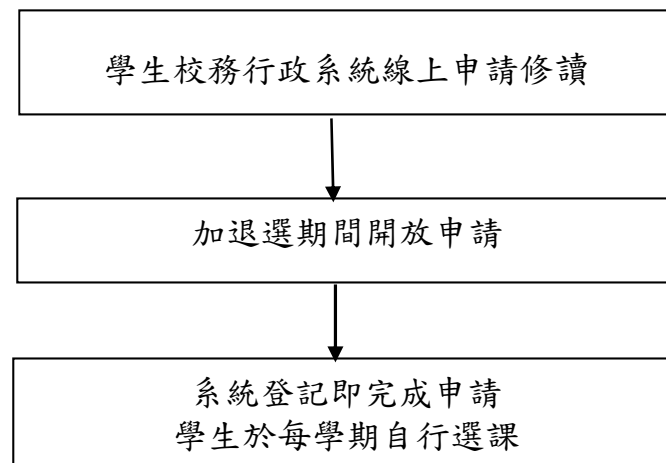 學生校務行政系統線上申請修讀
加退選期間開放申請
系統登記即完成申請
學生於每學期自行選課